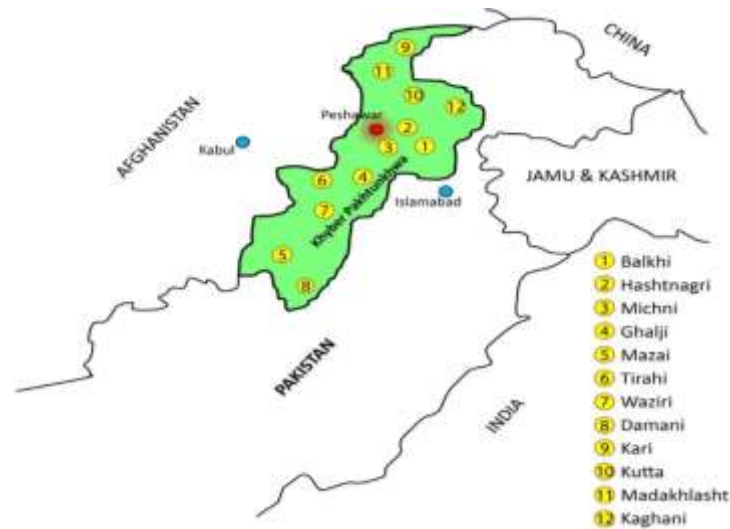 CHINA
9
11
10
12
Peshawar
2
AFGHANISTAN
Kabul
3
1
6
4
JAMU & KASHMIR
Islamabad
7
Khyber Pakhtunkhwa
5
8
PAKISTAN
INDIA
1 Balkhi
2 Hashtnagri
3 Michni
4 Ghalji
5 Mazai
6 Tirahi
7 Waziri
8 Damani
9 Kari
10 Kutta
11 Madakhlasht
12 Kaghani